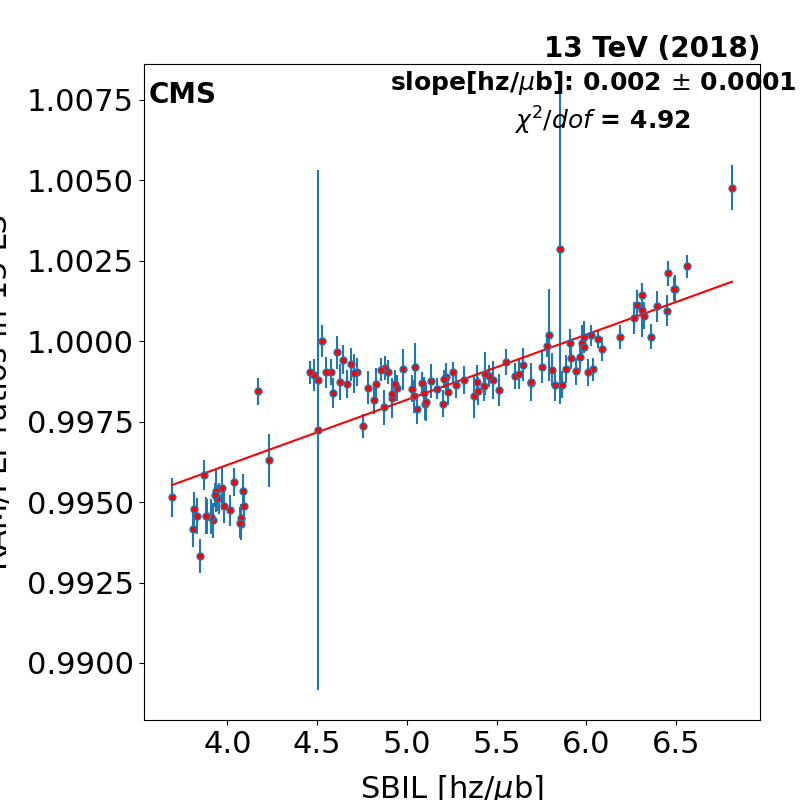 13 TeV (2018)
CMS
slope[hz/μb]: 0.002 ± 0.0001
χ²/dof = 4.92
1.0075
1.0050
1.0025
1.0000
0.9975
0.9950
0.9925
0.9900
4.0 4.5 5.0 5.5 6.0 6.5
SBIL [hz/μb]